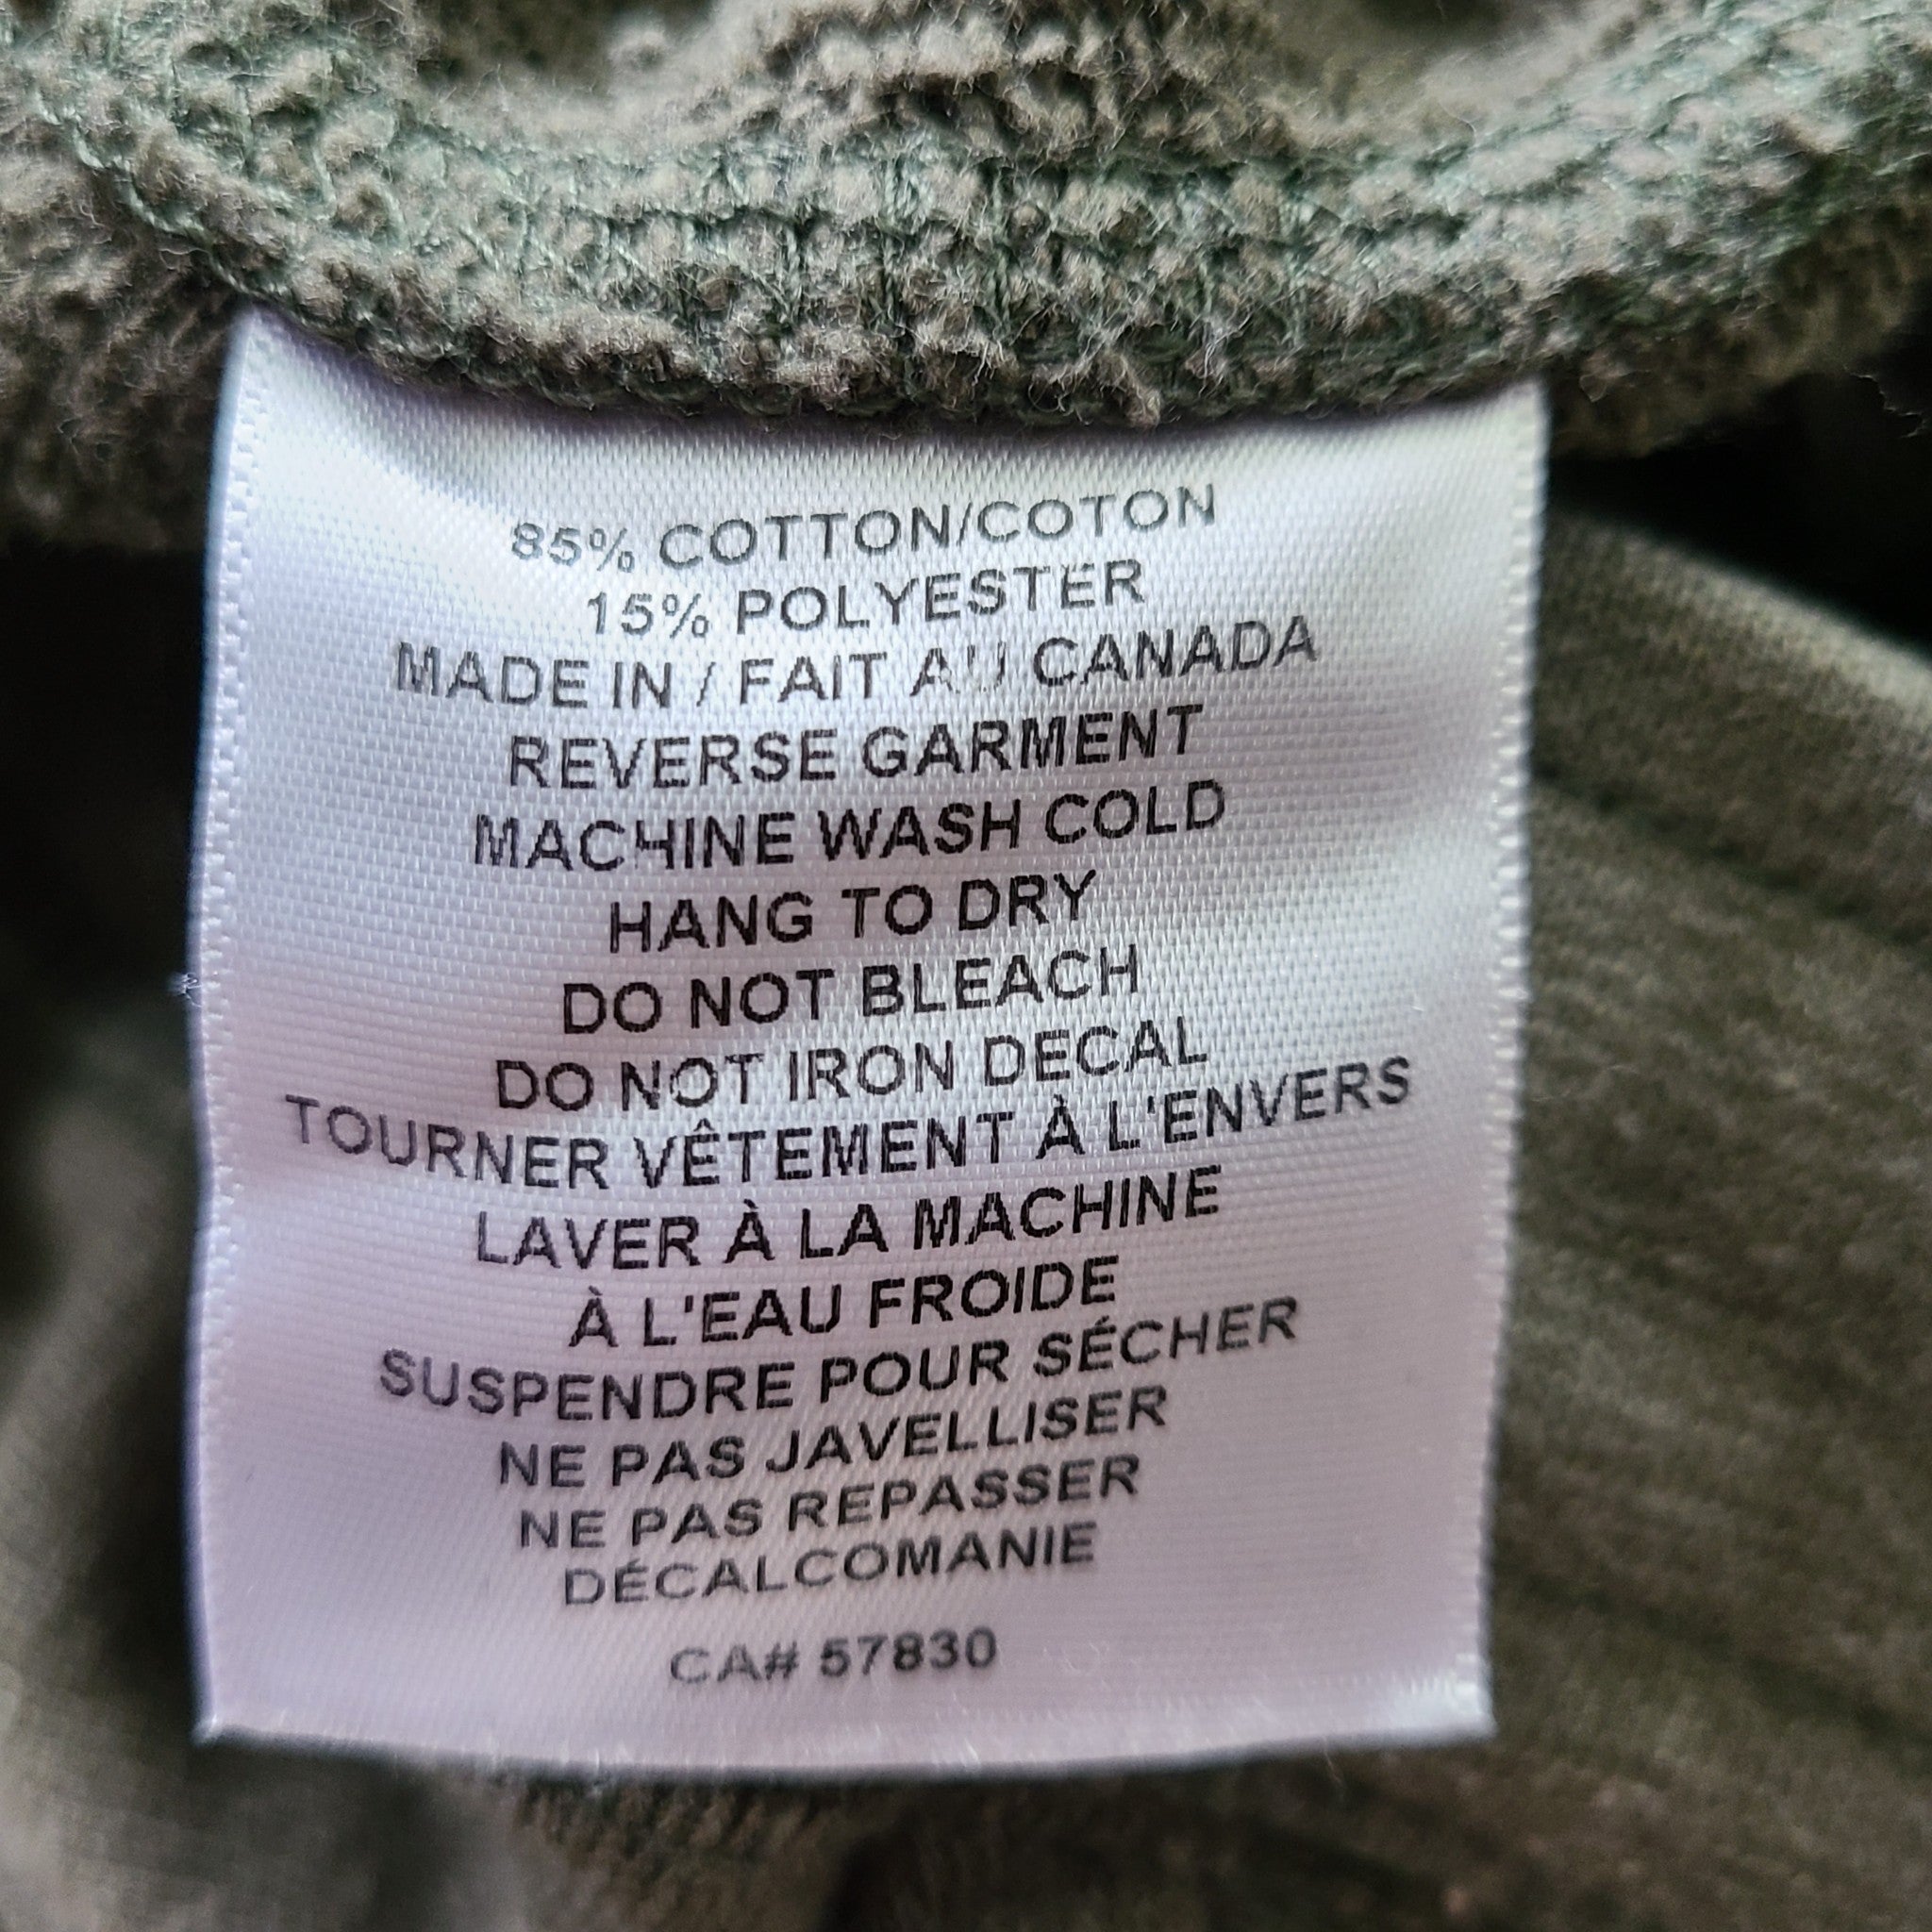 85% COTTON/COTON
15% POLYESTER
MADE IN / FAIT AU CANADA
REVERSE GARMENT
MACHINE WASH COLD
HANG TO DRY
DO NOT BLEACH
DO NOT IRON DECAL
TOURNER VÊTEMENT À L'ENVERS
LAVER À LA MACHINE
À L'EAU FROIDE
SUSPENDRE POUR SÉCHER
NE PAS JAVELLISER
NE PAS REPASSER
DÉCALCOMANIE
CA# 57830